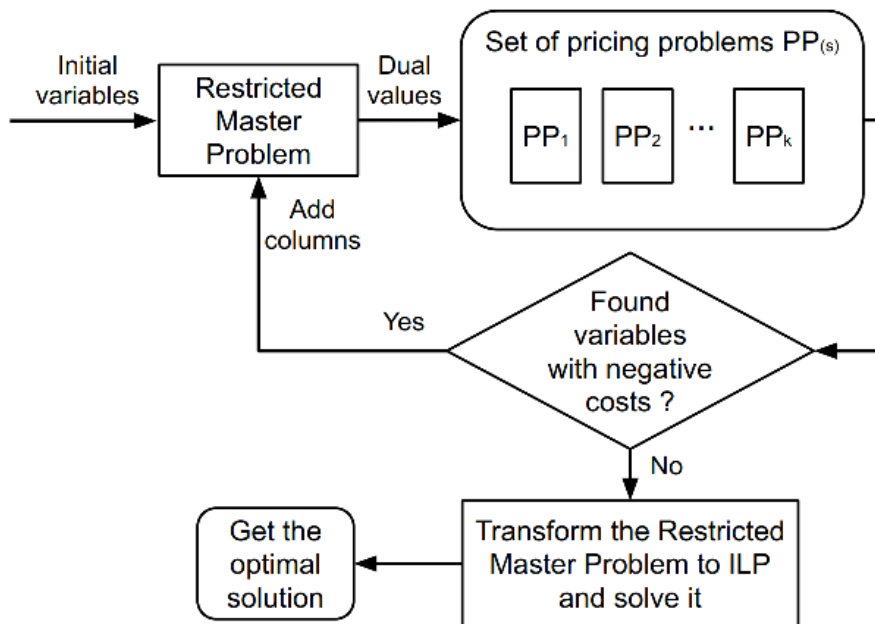 Initial
variables
Restricted
Master
Problem
Dual
values
Set of pricing problems PP(s)
PP1
PP2
...
PPk
Add
columns
Yes
Found
variables
with negative
costs ?
No
Get the
optimal
solution
Transform the Restricted
Master Problem to ILP
and solve it